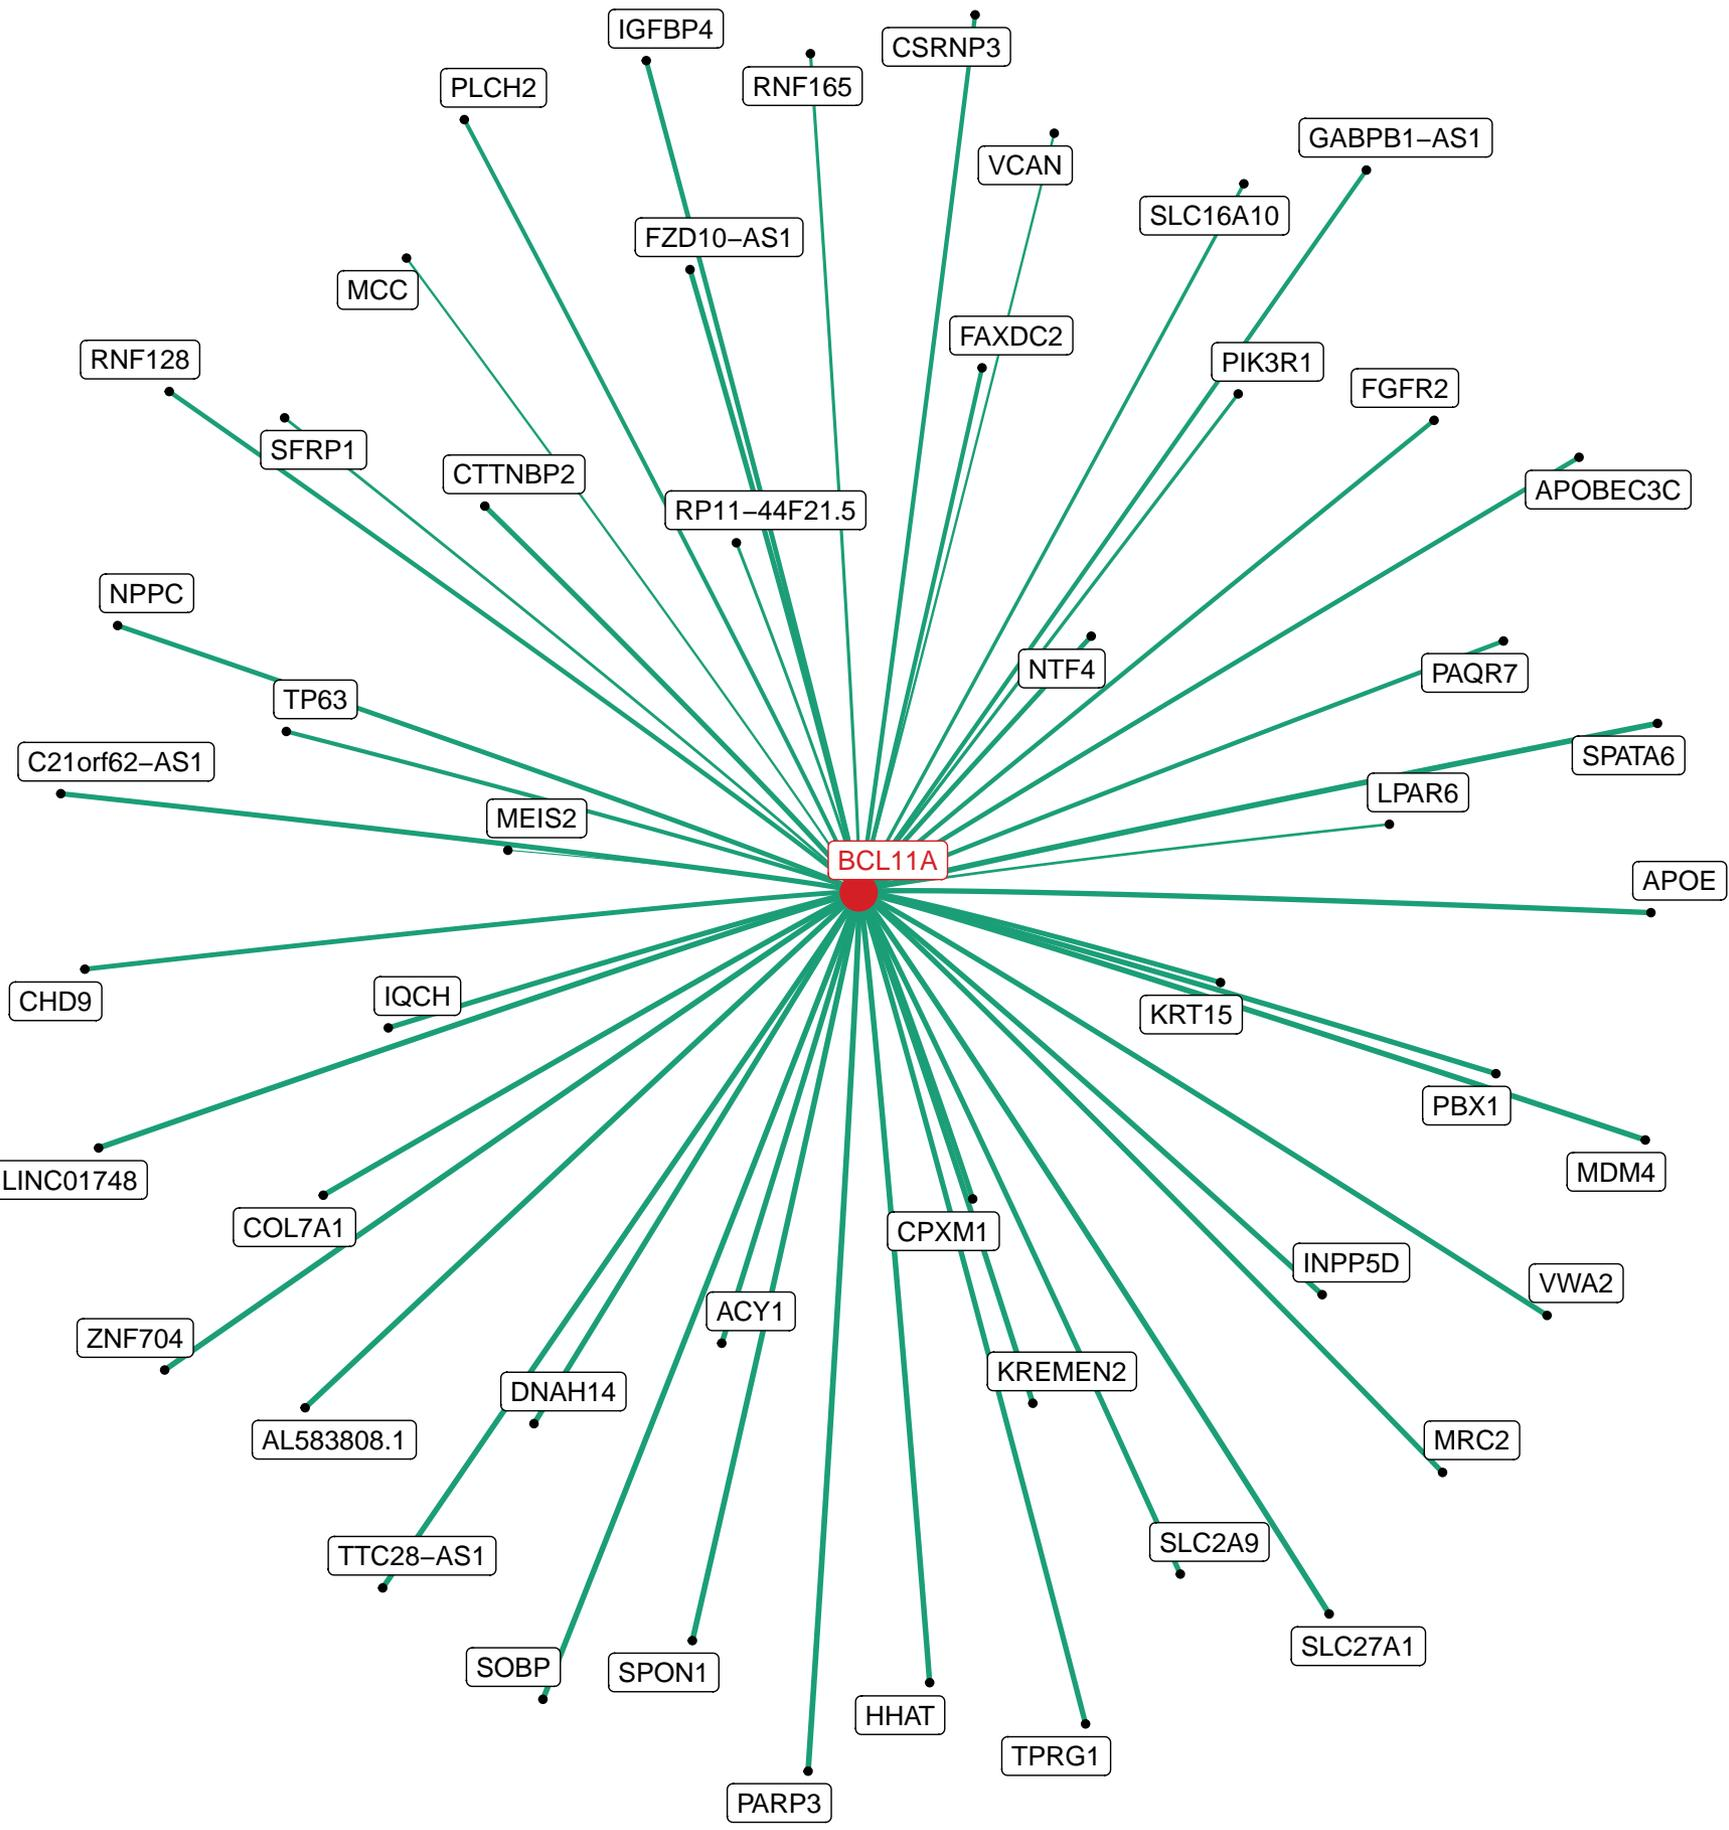 IGFBP4
CSRNP3
PLCH2
RNF165
GABPB1−AS1
VCAN
SLC16A10
FZD10−AS1
MCC
FAXDC2
RNF128
PIK3R1
FGFR2
SFRP1
CTTNBP2
APOBEC3C
RP11−44F21.5
NPPC
NTF4
PAQR7
TP63
SPATA6
C21orf62−AS1
LPAR6
MEIS2
BCL11A
APOE
IQCH
CHD9
KRT15
PBX1
LINC01748
MDM4
COL7A1
CPXM1
INPP5D
VWA2
ACY1
ZNF704
KREMEN2
DNAH14
AL583808.1
MRC2
SLC2A9
TTC28−AS1
SLC27A1
SOBP
SPON1
HHAT
TPRG1
PARP3